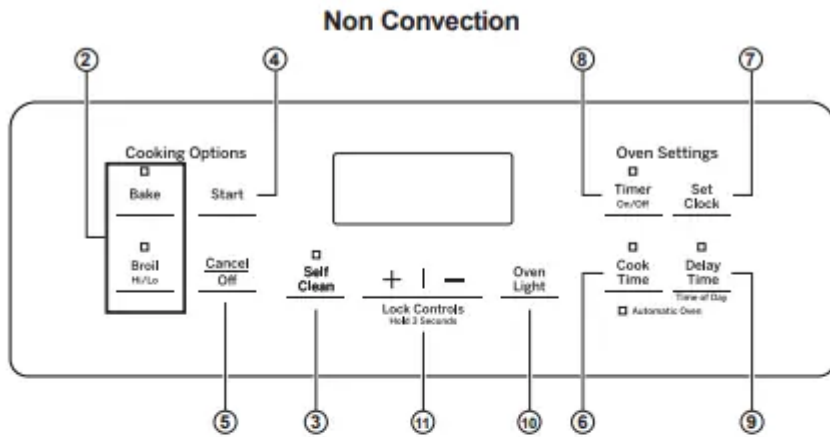 Non Convection
② ④ ⑧ ⑦
Cooking Options
Oven Settings
Bake
Start
Timer
On/Off
Set
Clock
Broil
Hi/Lo
Cancel
Off
Self
Clean
+ | −
Lock Controls
Hold 3 Seconds
Oven
Light
Cook
Time
Delay
Time
Time of Day
Automatic Oven
⑤ ③ ⑪ ⑩ ⑥ ⑨